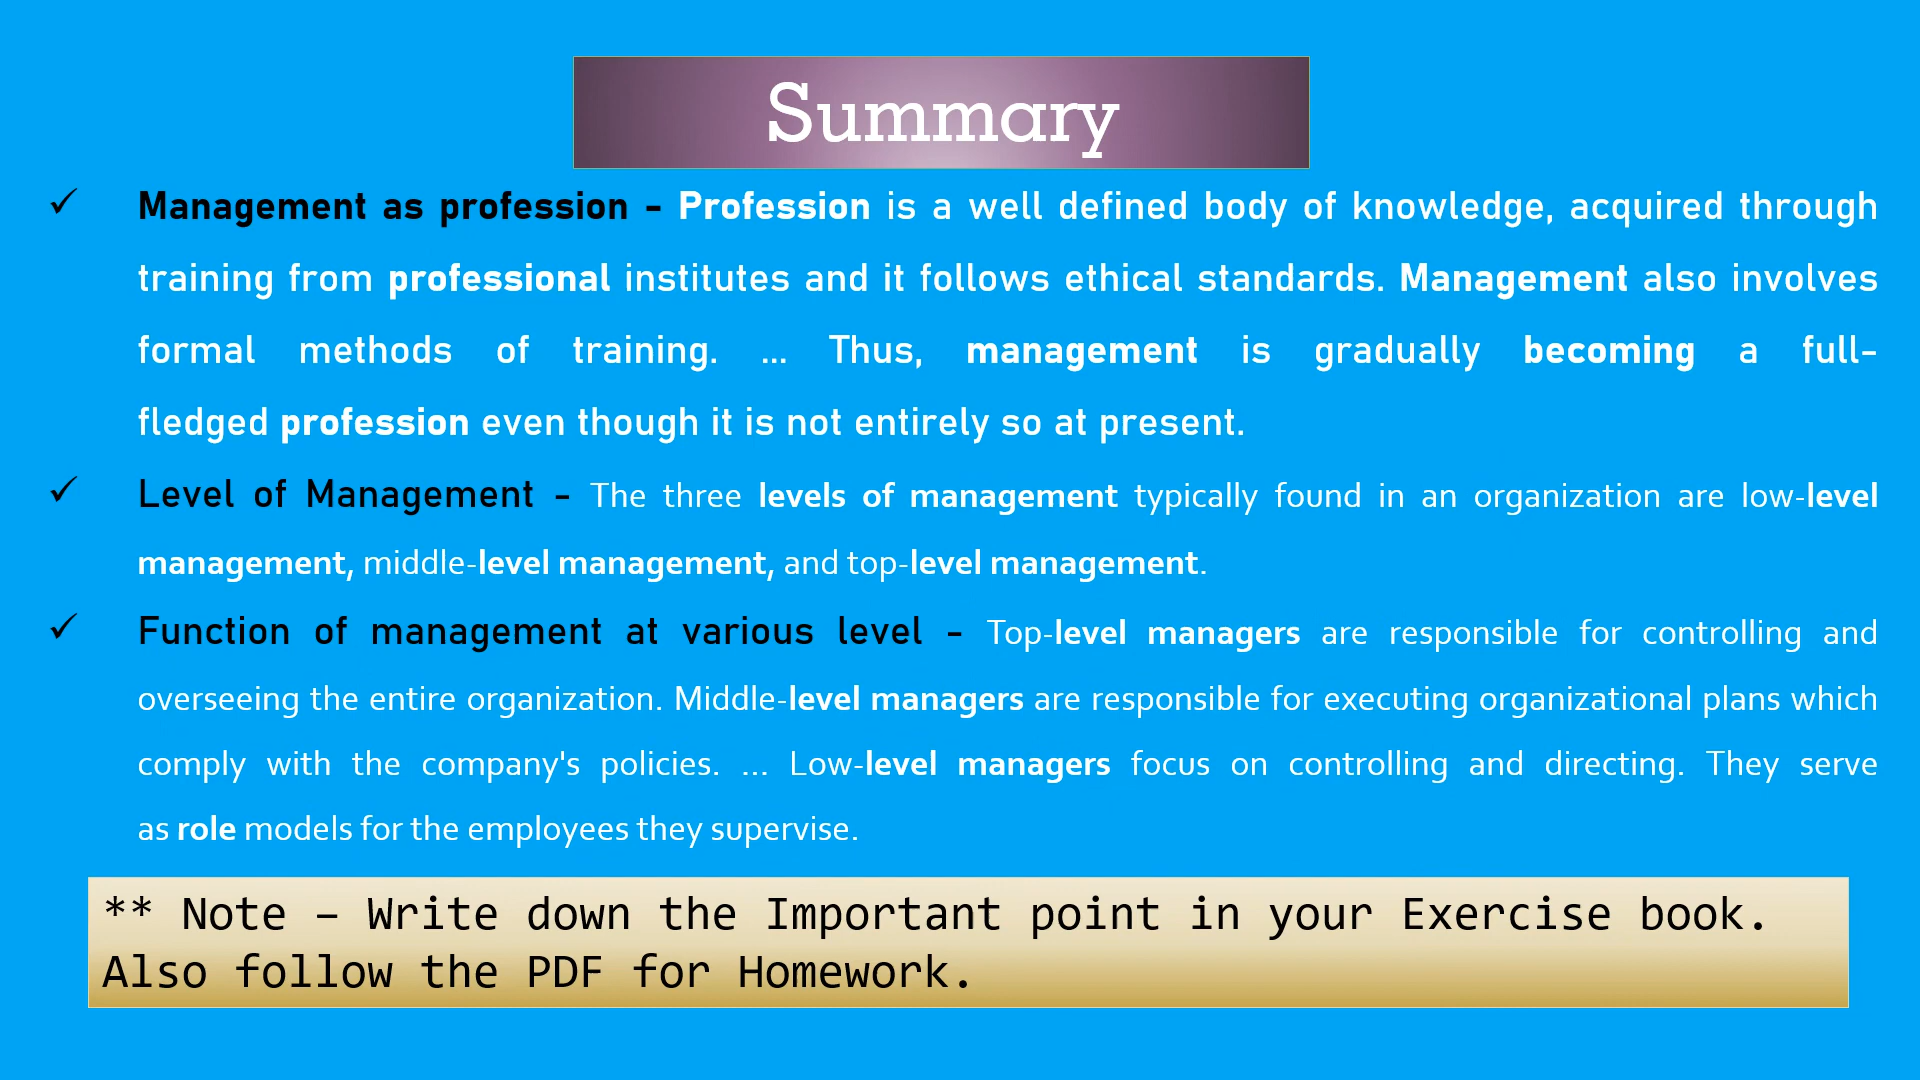 Summary
✓ Management as profession - Profession is a well defined body of knowledge, acquired through
training from professional institutes and it follows ethical standards. Management also involves
formal methods of training. ... Thus, management is gradually becoming a full-
fledged profession even though it is not entirely so at present.
✓ Level of Management - The three levels of management typically found in an organization are low-level
management, middle-level management, and top-level management.
✓ Function of management at various level - Top-level managers are responsible for controlling and
overseeing the entire organization. Middle-level managers are responsible for executing organizational plans which
comply with the company's policies. ... Low-level managers focus on controlling and directing. They serve
as role models for the employees they supervise.
** Note – Write down the Important point in your Exercise book.
Also follow the PDF for Homework.